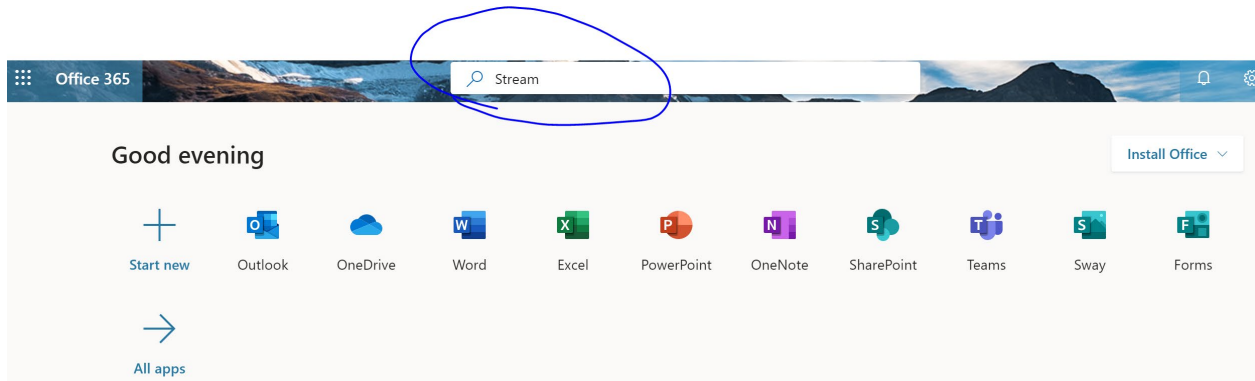 Office 365 Stream
Good evening Install Office
Start new Outlook OneDrive Word Excel PowerPoint OneNote SharePoint Teams Sway Forms
All apps